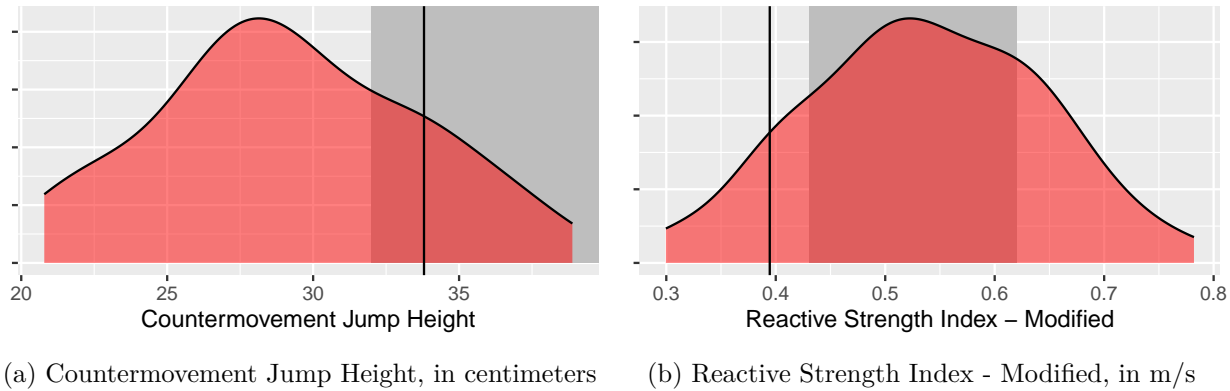 20 25 30 35
Countermovement Jump Height
(a) Countermovement Jump Height, in centimeters
0.3 0.4 0.5 0.6 0.7 0.8
Reactive Strength Index – Modified
(b) Reactive Strength Index - Modified, in m/s